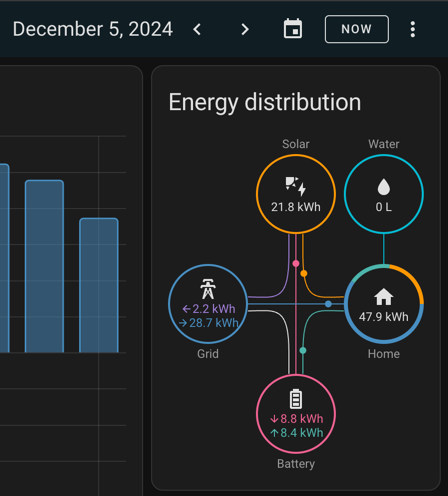 December 5, 2024
NOW
Energy distribution
Solar
Water
21.8 kWh
0 L
←2.2 kWh
→28.7 kWh
47.9 kWh
Grid
Home
↓8.8 kWh
↑8.4 kWh
Battery